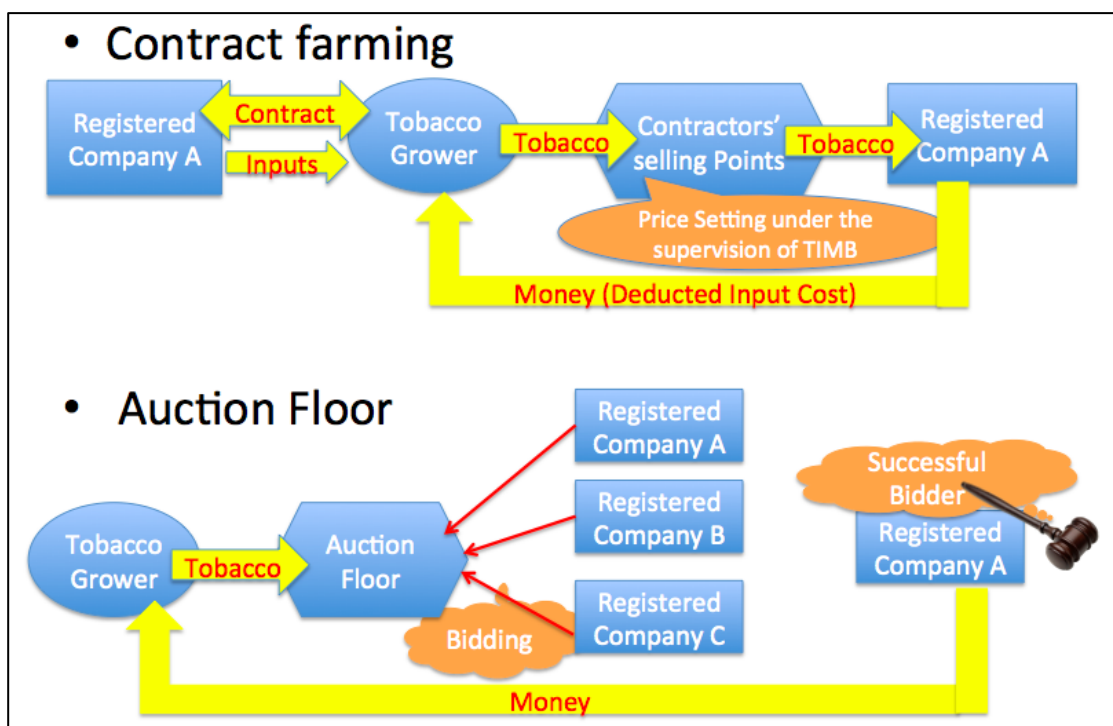 • Contract farming
Registered
Company A
Contract
Inputs
Tobacco
Grower
Tobacco
Contractors’
selling Points
Tobacco
Registered
Company A
Price Setting under the
supervision of TIMB
Money (Deducted Input Cost)
• Auction Floor
Tobacco
Grower
Tobacco
Auction
Floor
Registered
Company A
Registered
Company B
Registered
Company C
Bidding
Successful
Bidder
Registered
Company A
Money